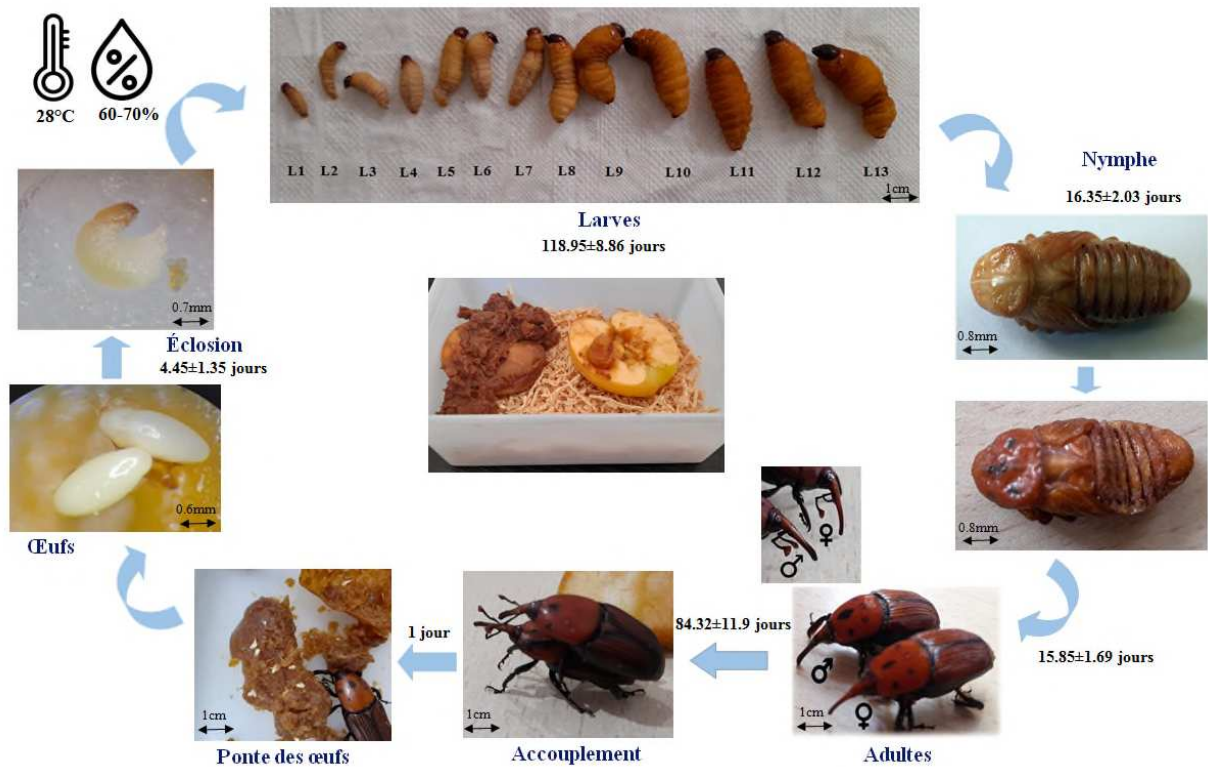 28°C
60-70%
L1 L2 L3 L4 L5 L6 L7 L8 L9 L10 L11 L12 L13
1cm
Larves
118.95±8.86 jours
Nymphe
16.35±2.03 jours
0.8mm
0.8mm
15.85±1.69 jours
♂ ♀
♂
♀
1cm
Adultes
84.32±11.9 jours
1cm
Accouplement
1 jour
1cm
Ponte des œufs
0.6mm
Œufs
Éclosion
4.45±1.35 jours
0.7mm